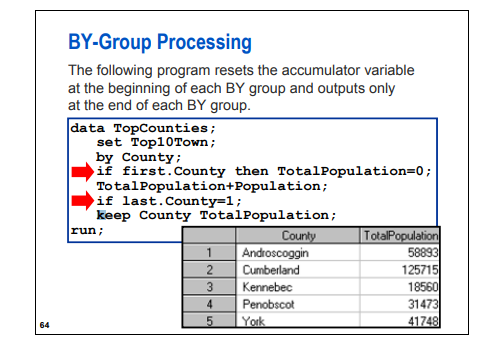 BY-Group Processing
The following program resets the accumulator variable
at the beginning of each BY group and outputs only
at the end of each BY group.
data TopCounties;
set Top10Town;
by County;
if first.County then TotalPopulation=0;
TotalPopulation+Population;
if last.County=1;
keep County TotalPopulation;
run;
County TotalPopulation
1 Androscoggin 58893
2 Cumberland 125715
3 Kennebec 18560
4 Penobscot 31473
5 York 41748
64